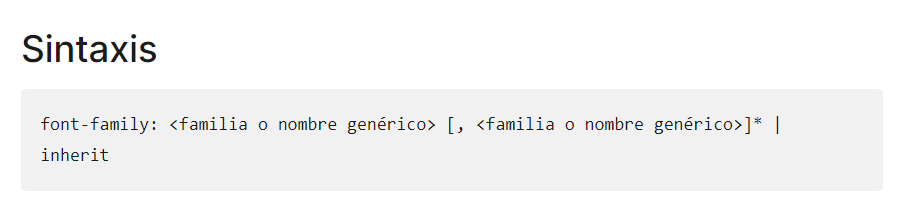 Sintaxis
font-family: <familia o nombre genérico> [, <familia o nombre genérico>]* |
inherit